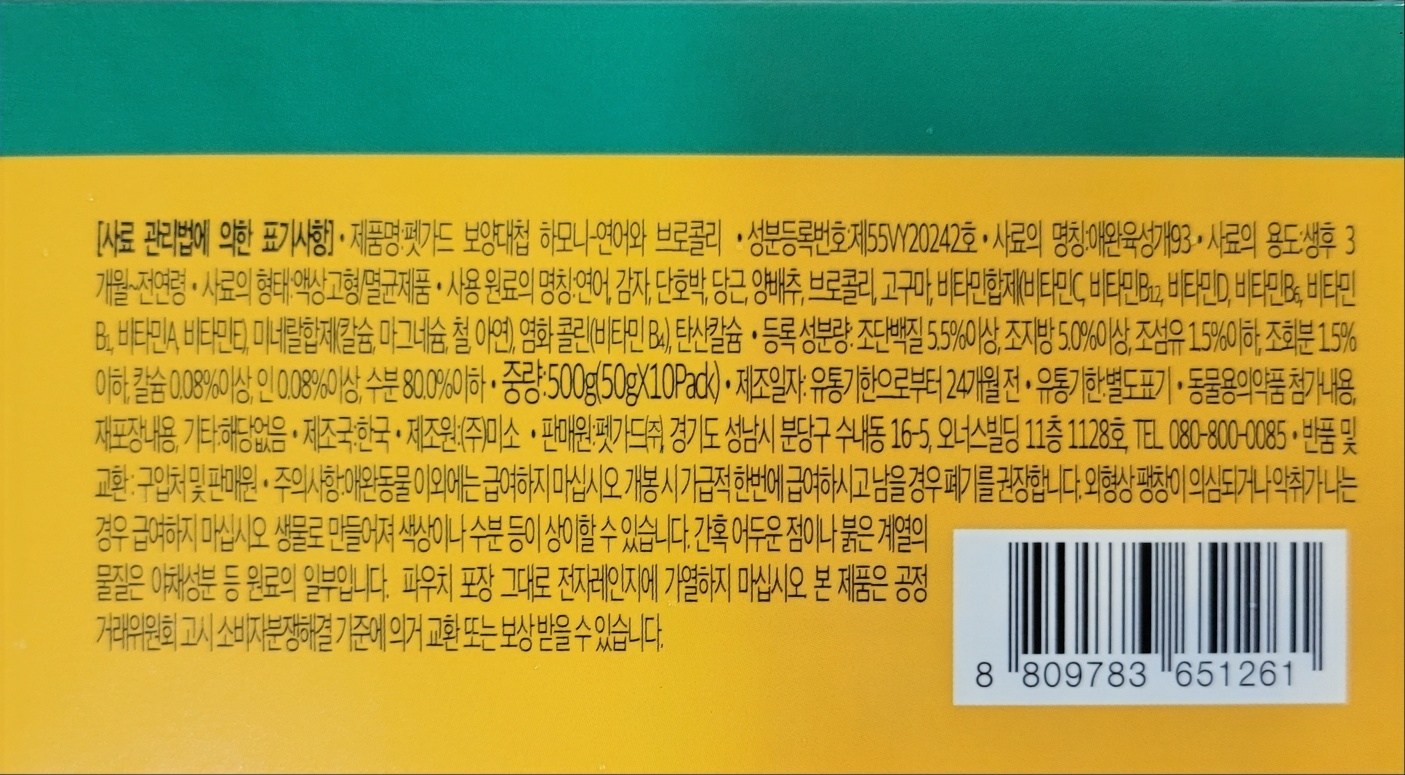 [사료 관리법에 의한 표기사항] • 제품명:펫가드 보양대첩 하모니-연어와 브로콜리 • 성분등록번호:제55VY20242호 • 사료의 명칭:애완육성개93 • 사료의 용도:생후 3
개월~전연령 • 사료의 형태:액상고형/멸균제품 • 사용 원료의 명칭:연어, 감자, 단호박, 당근, 양배추, 브로콜리, 고구마, 비타민합제(비타민C, 비타민B₁₂, 비타민D, 비타민B₆, 비타민
B₁, 비타민A, 비타민E), 미네랄합제(칼슘, 마그네슘, 철, 아연), 염화 콜린(비타민 B₄), 탄산칼슘 • 등록 성분량: 조단백질 5.5%이상, 조지방 5.0%이상, 조섬유 1.5%이하, 조회분 1.5%
이하, 칼슘 0.08%이상, 인 0.08%이상, 수분 80.0%이하 • 중량:500g(50gX10Pack) • 제조일자: 유통기한으로부터 24개월 전 • 유통기한:별도표기 • 동물용의약품 첨가내용,
재포장내용, 기타:해당없음 • 제조국:한국 • 제조원:(주)미소 • 판매원:펫가드㈜, 경기도 성남시 분당구 수내동 16-5, 오너스빌딩 11층 1128호, TEL. 080-800-0085 • 반품 및
교환 : 구입처 및 판매원 • 주의사항:애완동물 이외에는 급여하지 마십시오. 개봉 시 가급적 한번에 급여하시고 남을 경우 폐기를 권장합니다. 외형상 팽창이 의심되거나 악취가 나는
경우 급여하지 마십시오. 생물로 만들어져 색상이나 수분 등이 상이할 수 있습니다. 간혹 어두운 점이나 붉은 계열의
물질은 야채성분 등 원료의 일부입니다. 파우치 포장 그대로 전자레인지에 가열하지 마십시오. 본 제품은 공정
거래위원회 고시 소비자분쟁해결 기준에 의거 교환 또는 보상 받을 수 있습니다.
8 809783 651261